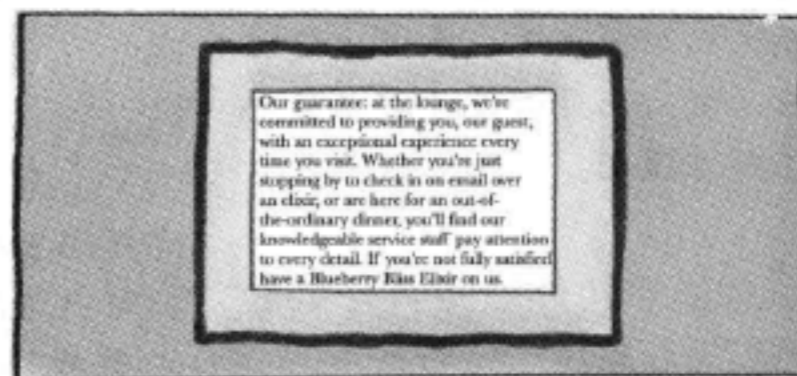 Our guarantee: at the lounge, we're
committed to providing you, our guest,
with an exceptional experience every
time you visit. Whether you're just
stopping by to check in on email over
an elixir, or are here for an out-of-
the-ordinary dinner, you'll find our
knowledgeable service staff pay attention
to every detail. If you're not fully satisfied
have a Blueberry Bliss Elixir on us.